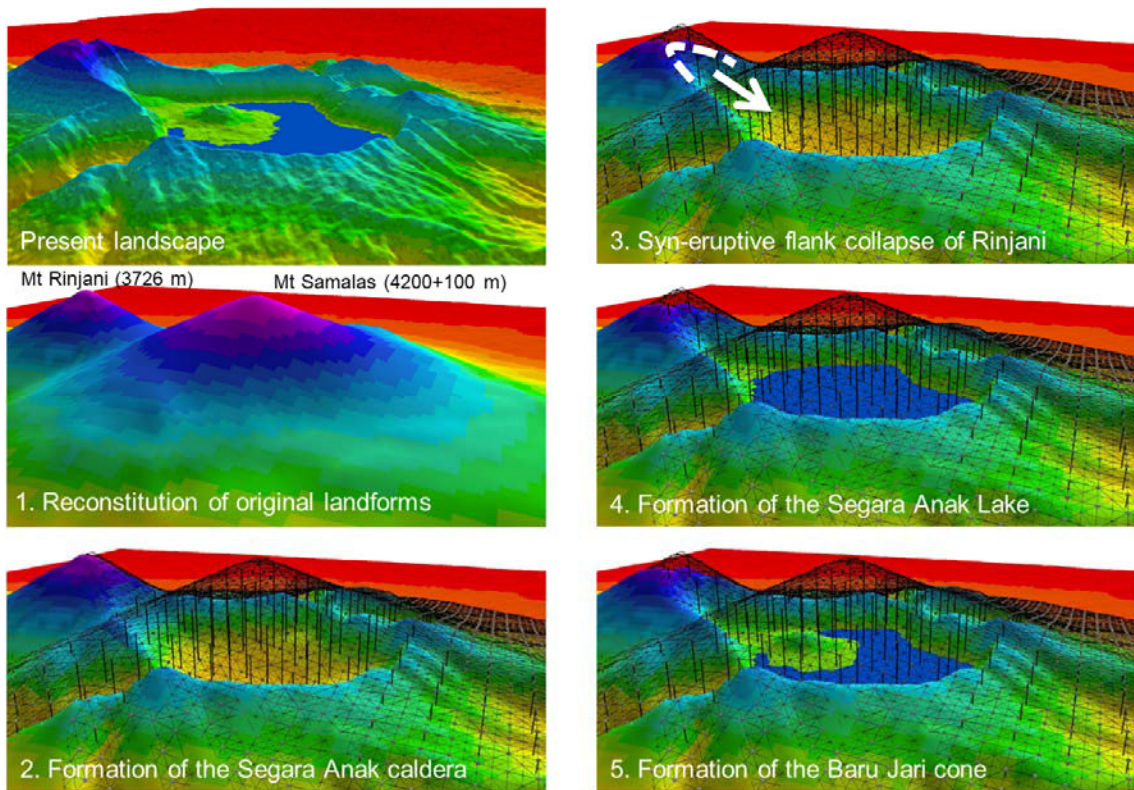 Present landscape
Mt Rinjani (3726 m)
Mt Samalas (4200+100 m)
1. Reconstitution of original landforms
2. Formation of the Segara Anak caldera
3. Syn-eruptive flank collapse of Rinjani
4. Formation of the Segara Anak Lake
5. Formation of the Baru Jari cone